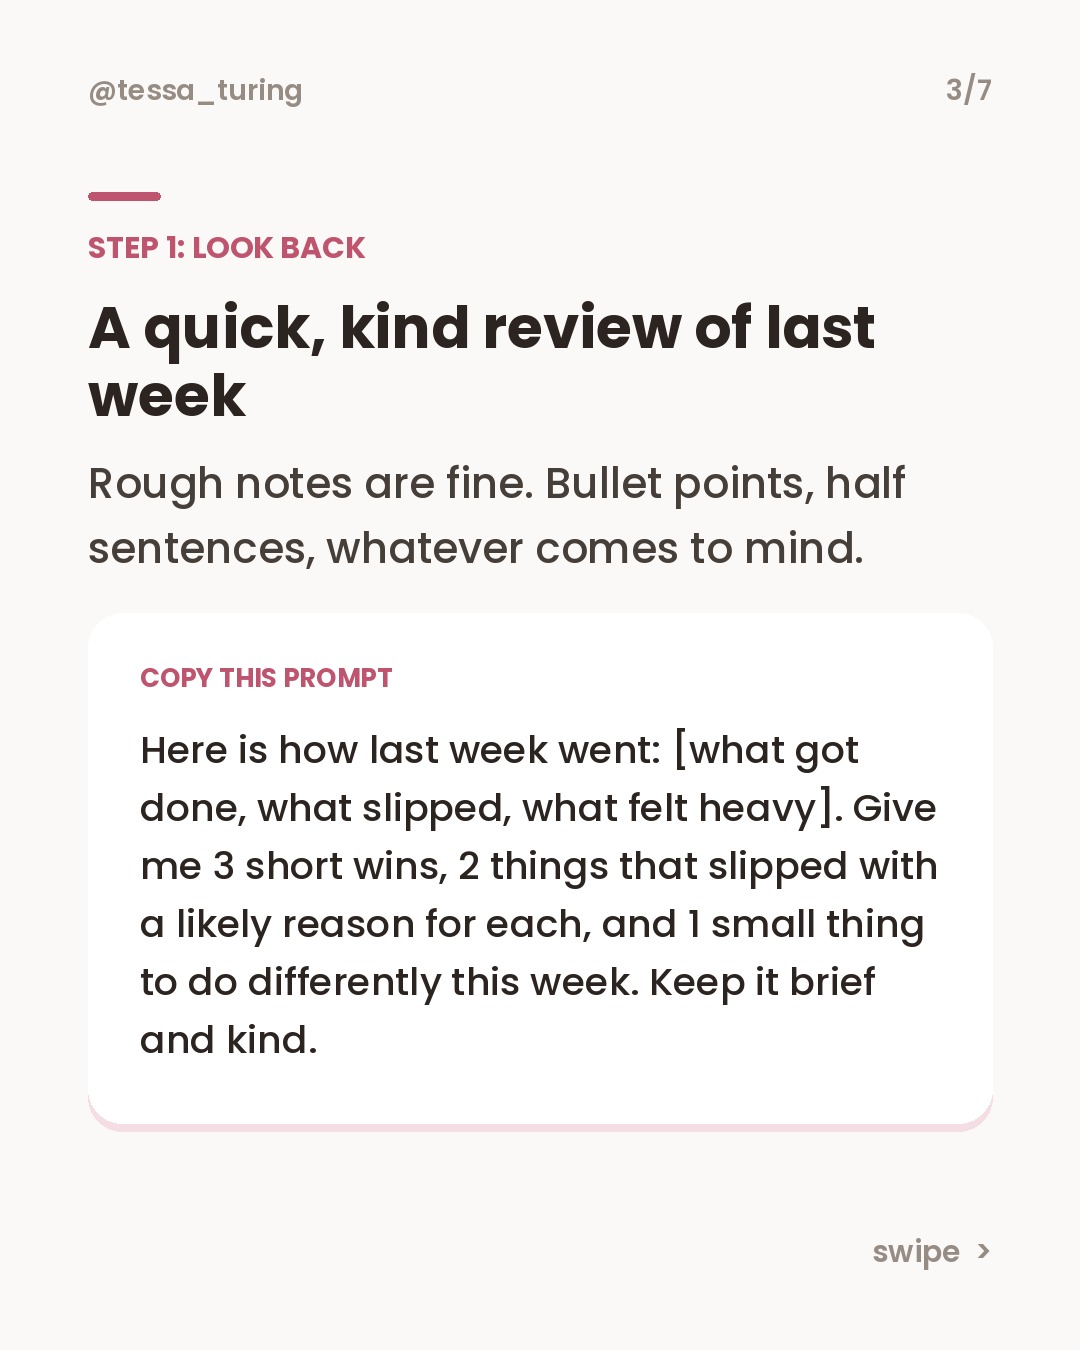 @tessa_turing
3/7
STEP 1: LOOK BACK
A quick, kind review of last
week
Rough notes are fine. Bullet points, half
sentences, whatever comes to mind.
COPY THIS PROMPT
Here is how last week went: [what got
done, what slipped, what felt heavy]. Give
me 3 short wins, 2 things that slipped with
a likely reason for each, and 1 small thing
to do differently this week. Keep it brief
and kind.
swipe >